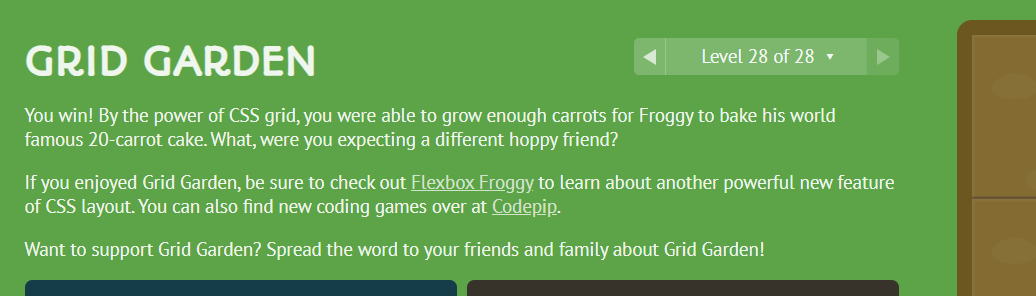 GRID GARDEN
Level 28 of 28
You win! By the power of CSS grid, you were able to grow enough carrots for Froggy to bake his world
famous 20-carrot cake. What, were you expecting a different hoppy friend?
If you enjoyed Grid Garden, be sure to check out Flexbox Froggy to learn about another powerful new feature
of CSS layout. You can also find new coding games over at Codepip.
Want to support Grid Garden? Spread the word to your friends and family about Grid Garden!